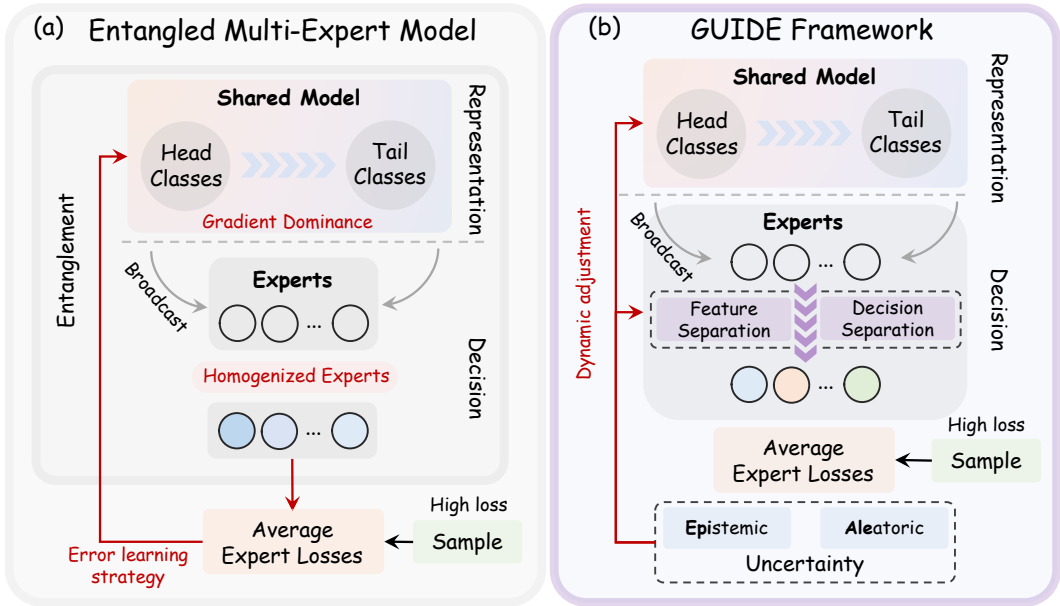 (a) Entangled Multi-Expert Model
Shared Model
Head
Classes
Tail
Classes
Gradient Dominance
Representation
Entanglement
Broadcast
Experts
...
Homogenized Experts
...
Decision
Average
Expert Losses
High loss
Sample
Error learning
strategy
(b) GUIDE Framework
Shared Model
Head
Classes
Tail
Classes
Representation
Broadcast
Experts
...
Dynamic adjustment
Feature
Separation
Decision
Separation
...
Decision
Average
Expert Losses
High loss
Sample
Epistemic
Aleatoric
Uncertainty